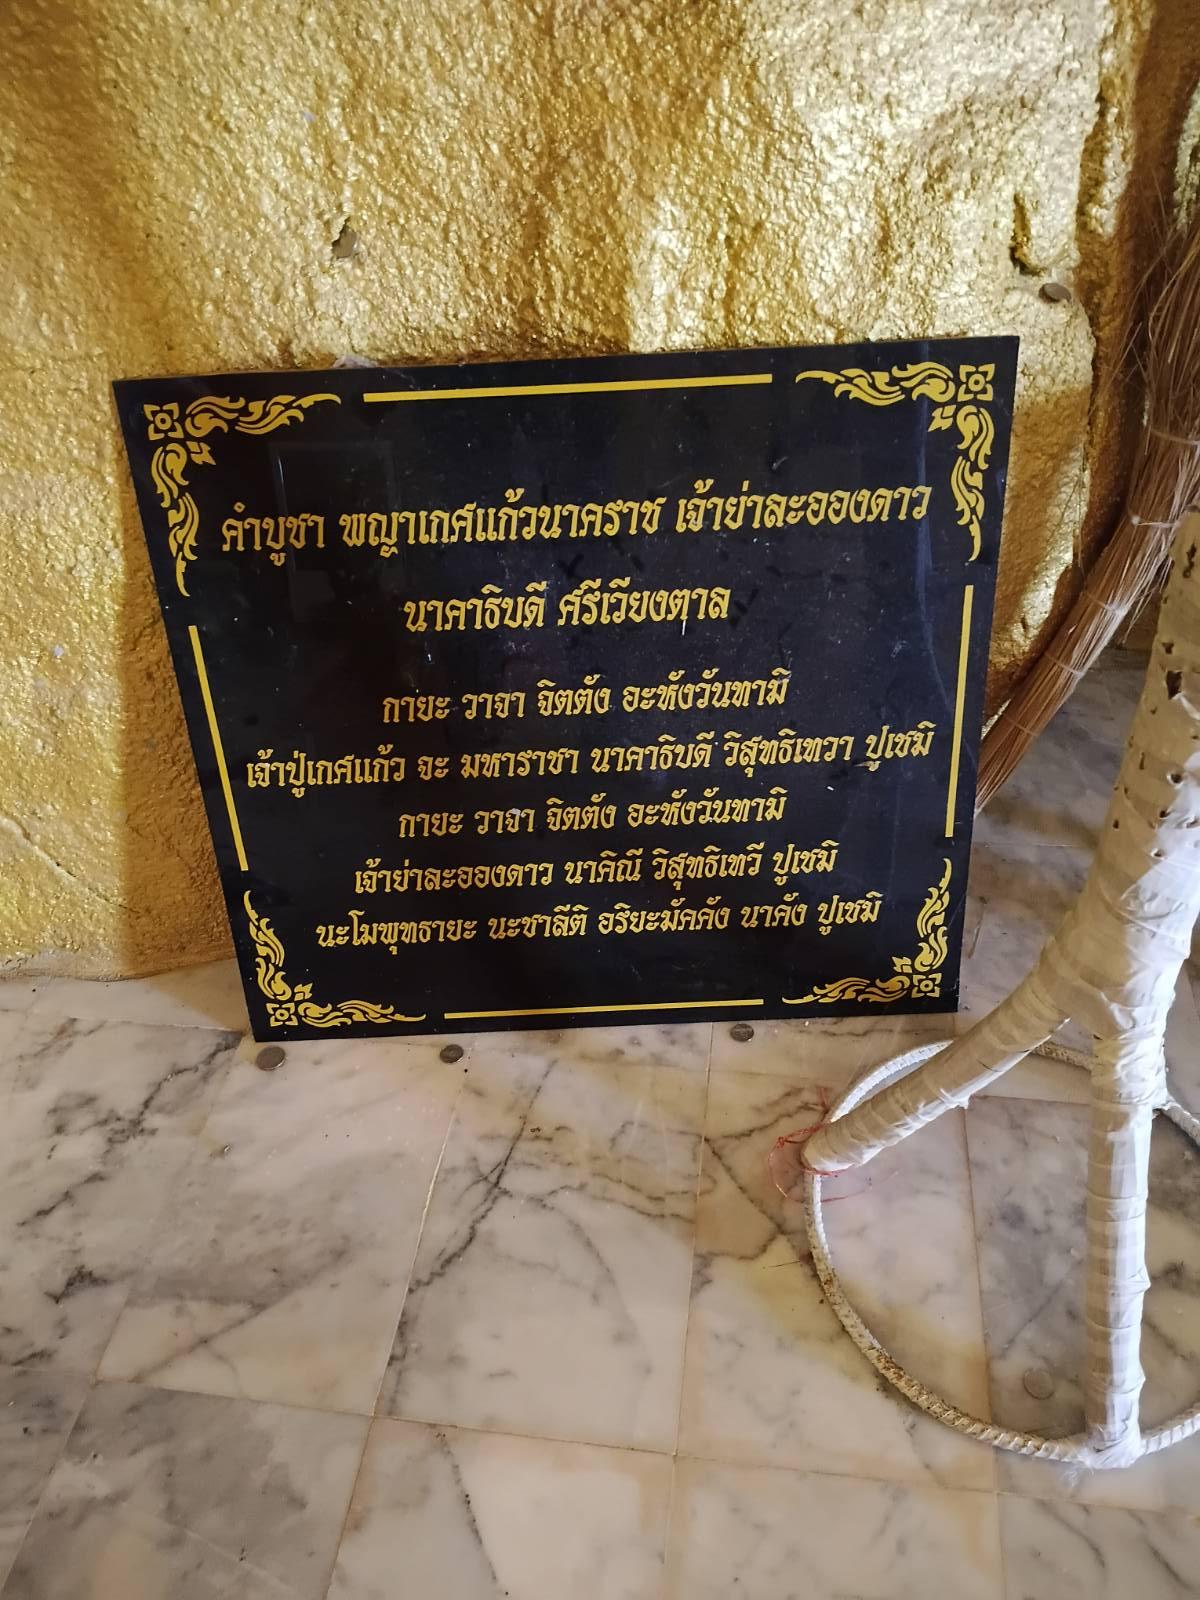 คำบูชา พญาเกศแก้วนาคราช เจ้าย่าละอองดาว
นาคาธิบดี ศรีเวียงตาล
กายะ วาจา จิตตัง อะหังวันทามิ
เจ้าปู่เกศแก้ว จะ มหาราชา นาคาธิบดี วิสุทธิเทวา ปูเชมิ
กายะ วาจา จิตตัง อะหังวันทามิ
เจ้าย่าละอองดาว นาคิณี วิสุทธิเทวี ปูเชมิ
นะโมพุทธายะ นะชาลีติ อริยะมัคคัง นาคัง ปูเชมิ